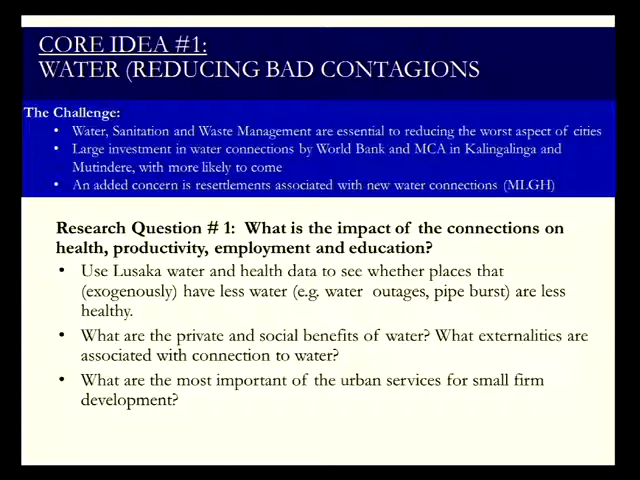 CORE IDEA #1:
WATER (REDUCING BAD CONTAGIONS
The Challenge:
• Water, Sanitation and Waste Management are essential to reducing the worst aspect of cities
• Large investment in water connections by World Bank and MCA in Kalingalinga and
Mutindere, with more likely to come
• An added concern is resettlements associated with new water connections (MLGH)
Research Question # 1: What is the impact of the connections on
health, productivity, employment and education?
• Use Lusaka water and health data to see whether places that
(exogenously) have less water (e.g. water outages, pipe burst) are less
healthy.
• What are the private and social benefits of water? What externalities are
associated with connection to water?
• What are the most important of the urban services for small firm
development?